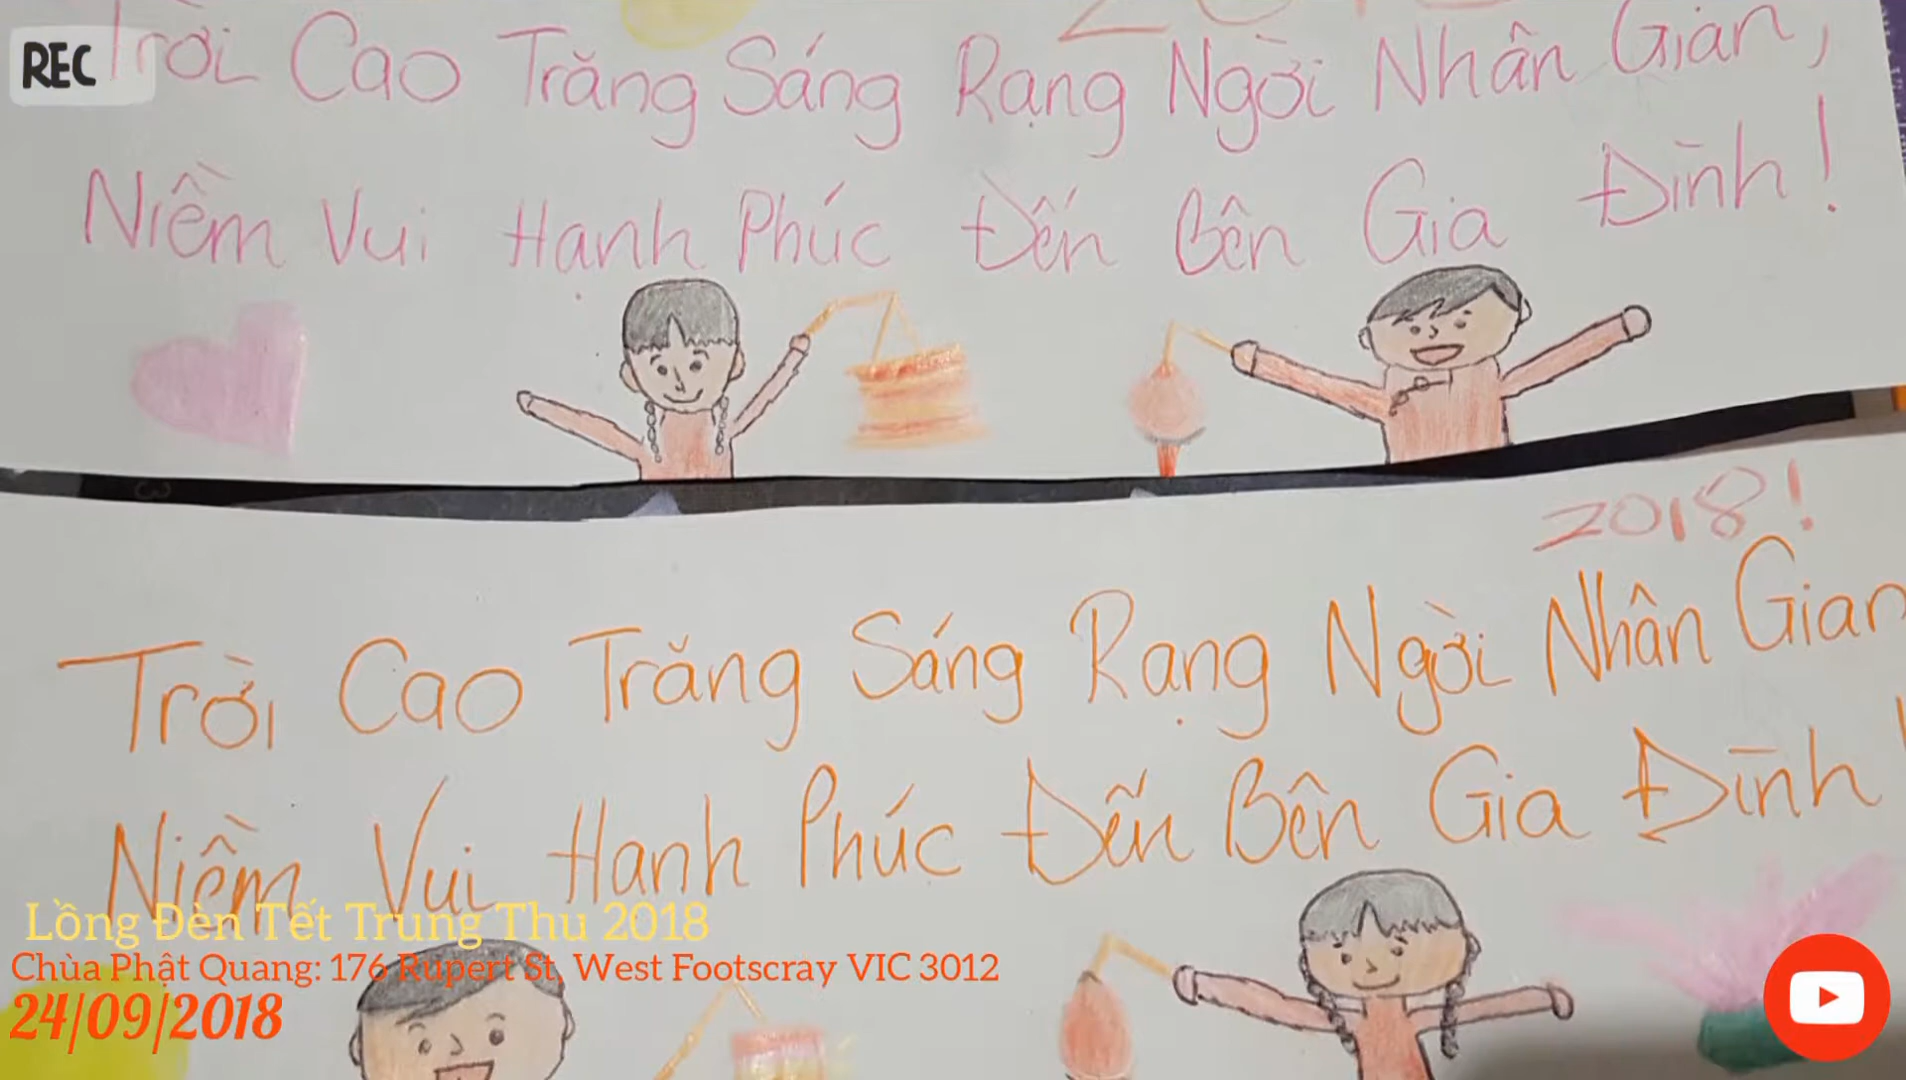 REC
Trời Cao Trăng Sáng Rạng Ngời Nhân Gian,
Niềm Vui Hạnh Phúc Đến Bên Gia Đình!
2018!
Trời Cao Trăng Sáng Rạng Ngời Nhân Gian
Niềm Vui Hạnh Phúc Đến Bên Gia Đình!
Lồng Đèn Tết Trung Thu 2018
Chùa Phật Quang: 176 Rupert St, West Footscray VIC 3012
24/09/2018